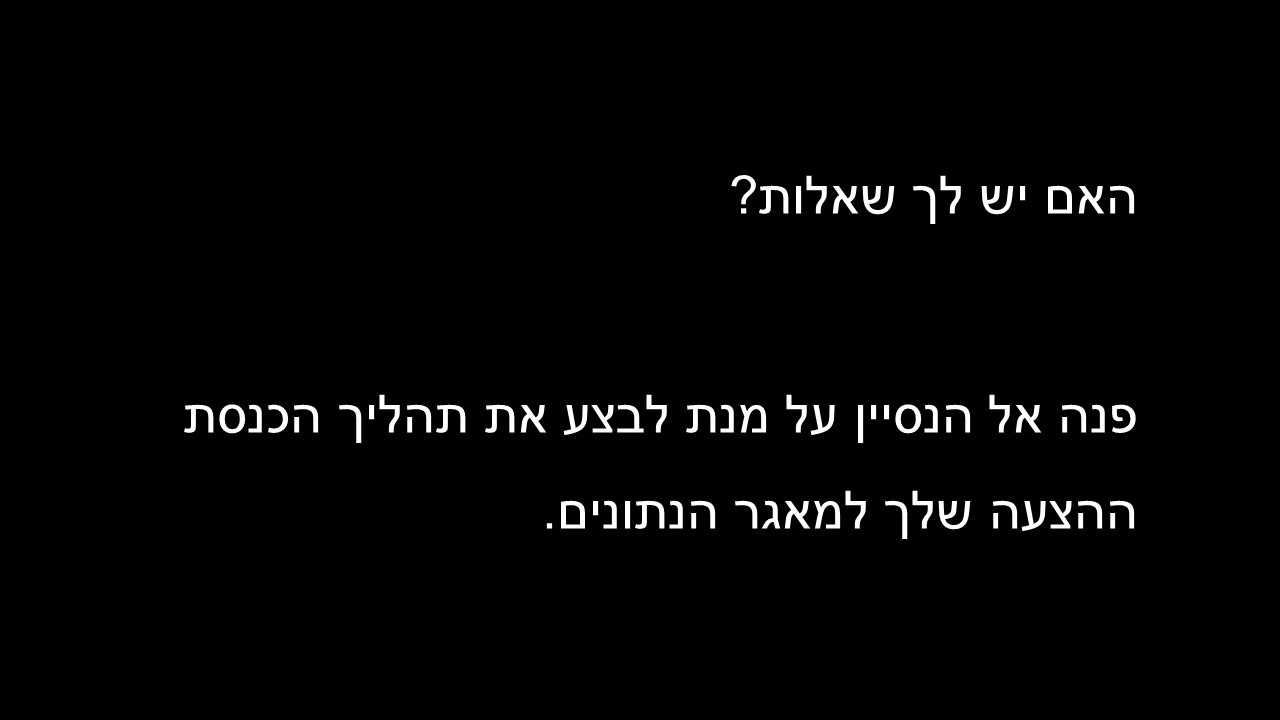 האם יש לך שאלות?
פנה אל הנסיין על מנת לבצע את תהליך הכנסת
ההצעה שלך למאגר הנתונים.